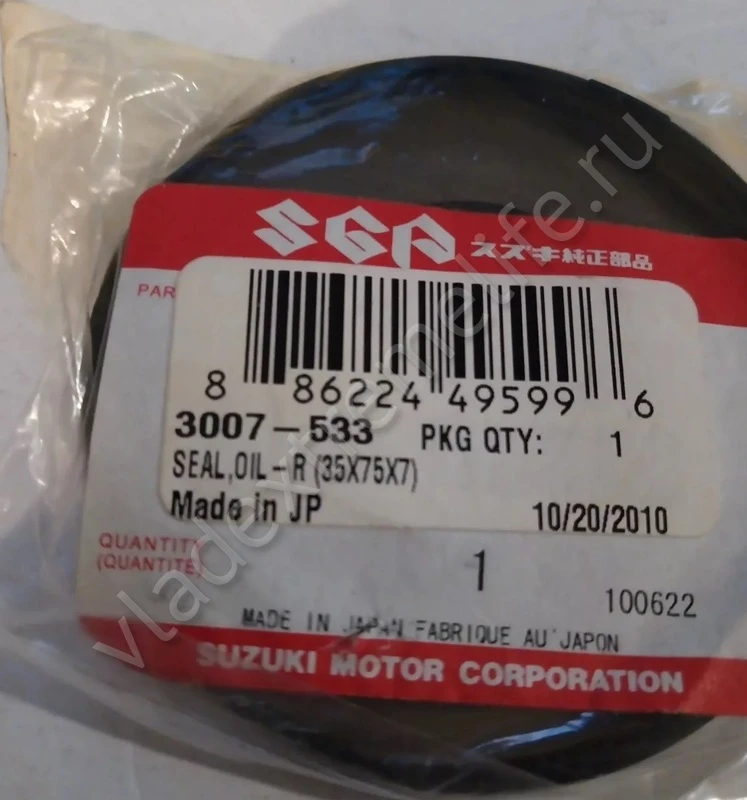 SGP スズキ純正部品
PAR
8 86224 49599 6
3007-533 PKG QTY: 1
SEAL,OIL-R (35X75X7)
Made in JP 10/20/2010
QUANTITY
(QUANTITÉ)
1
100622
MADE IN JAPAN FABRIQUE AU JAPON
SUZUKI MOTOR CORPORATION
vladextremelife.ru